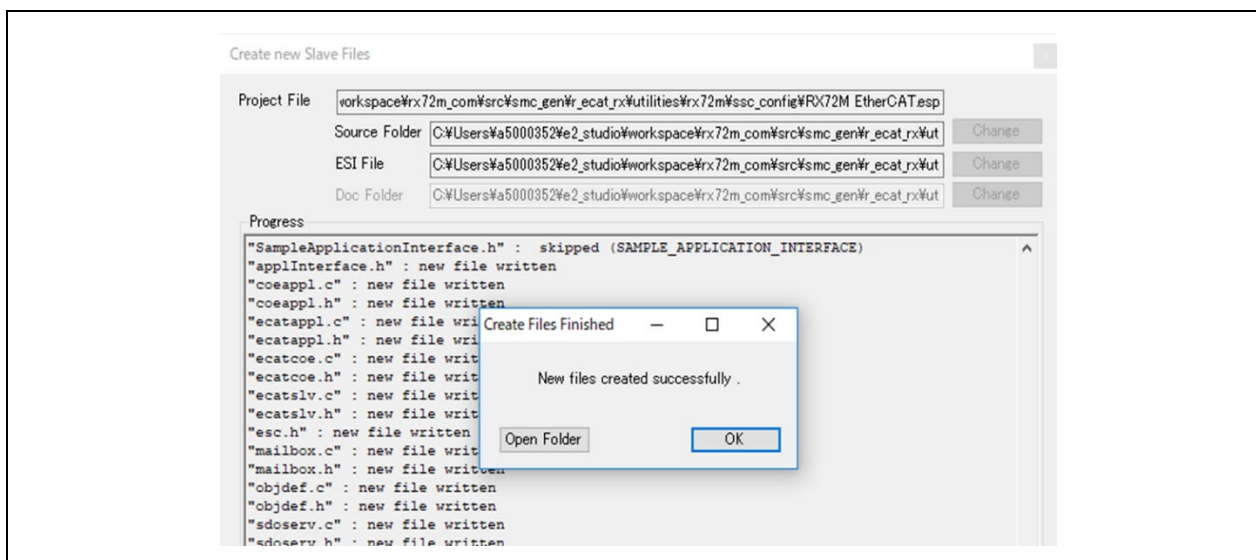 Create new Slave Files
Project File
workspace¥rx72m_com¥src¥smc_gen¥r_ecat_rx¥utilities¥rx72m¥ssc_config¥RX72M EtherCAT.esp
Source Folder C:¥Users¥a5000352¥e2_studio¥workspace¥rx72m_com¥src¥smc_gen¥r_ecat_rx¥ut Change
ESI File C:¥Users¥a5000352¥e2_studio¥workspace¥rx72m_com¥src¥smc_gen¥r_ecat_rx¥ut Change
Doc Folder C:¥Users¥a5000352¥e2_studio¥workspace¥rx72m_com¥src¥smc_gen¥r_ecat_rx¥ut Change
Progress
"SampleApplicationInterface.h" : skipped (SAMPLE_APPLICATION_INTERFACE)
"applInterface.h" : new file written
"coeappl.c" : new file written
"coeappl.h" : new file written
"ecatappl.c" : new file wri
"ecatappl.h" : new file wri
"ecatcoe.c" : new file writ
"ecatcoe.h" : new file writ
"ecatslv.c" : new file writ
"ecatslv.h" : new file writ
"esc.h" : new file written
"mailbox.c" : new file writ
"mailbox.h" : new file written
"objdef.c" : new file written
"objdef.h" : new file written
"sdoserv.c" : new file written
"sdoserv.h" : new file written
Create Files Finished
New files created successfully .
Open Folder OK